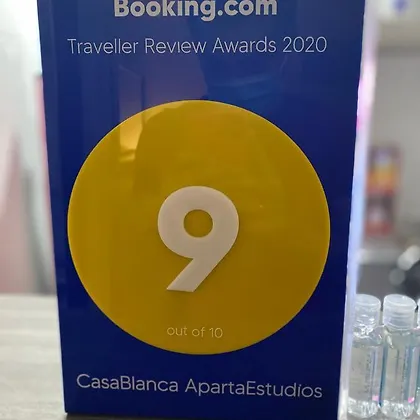 Booking.com
Traveller Review Awards 2020
9
out of 10
CasaBlanca ApartaEstudios